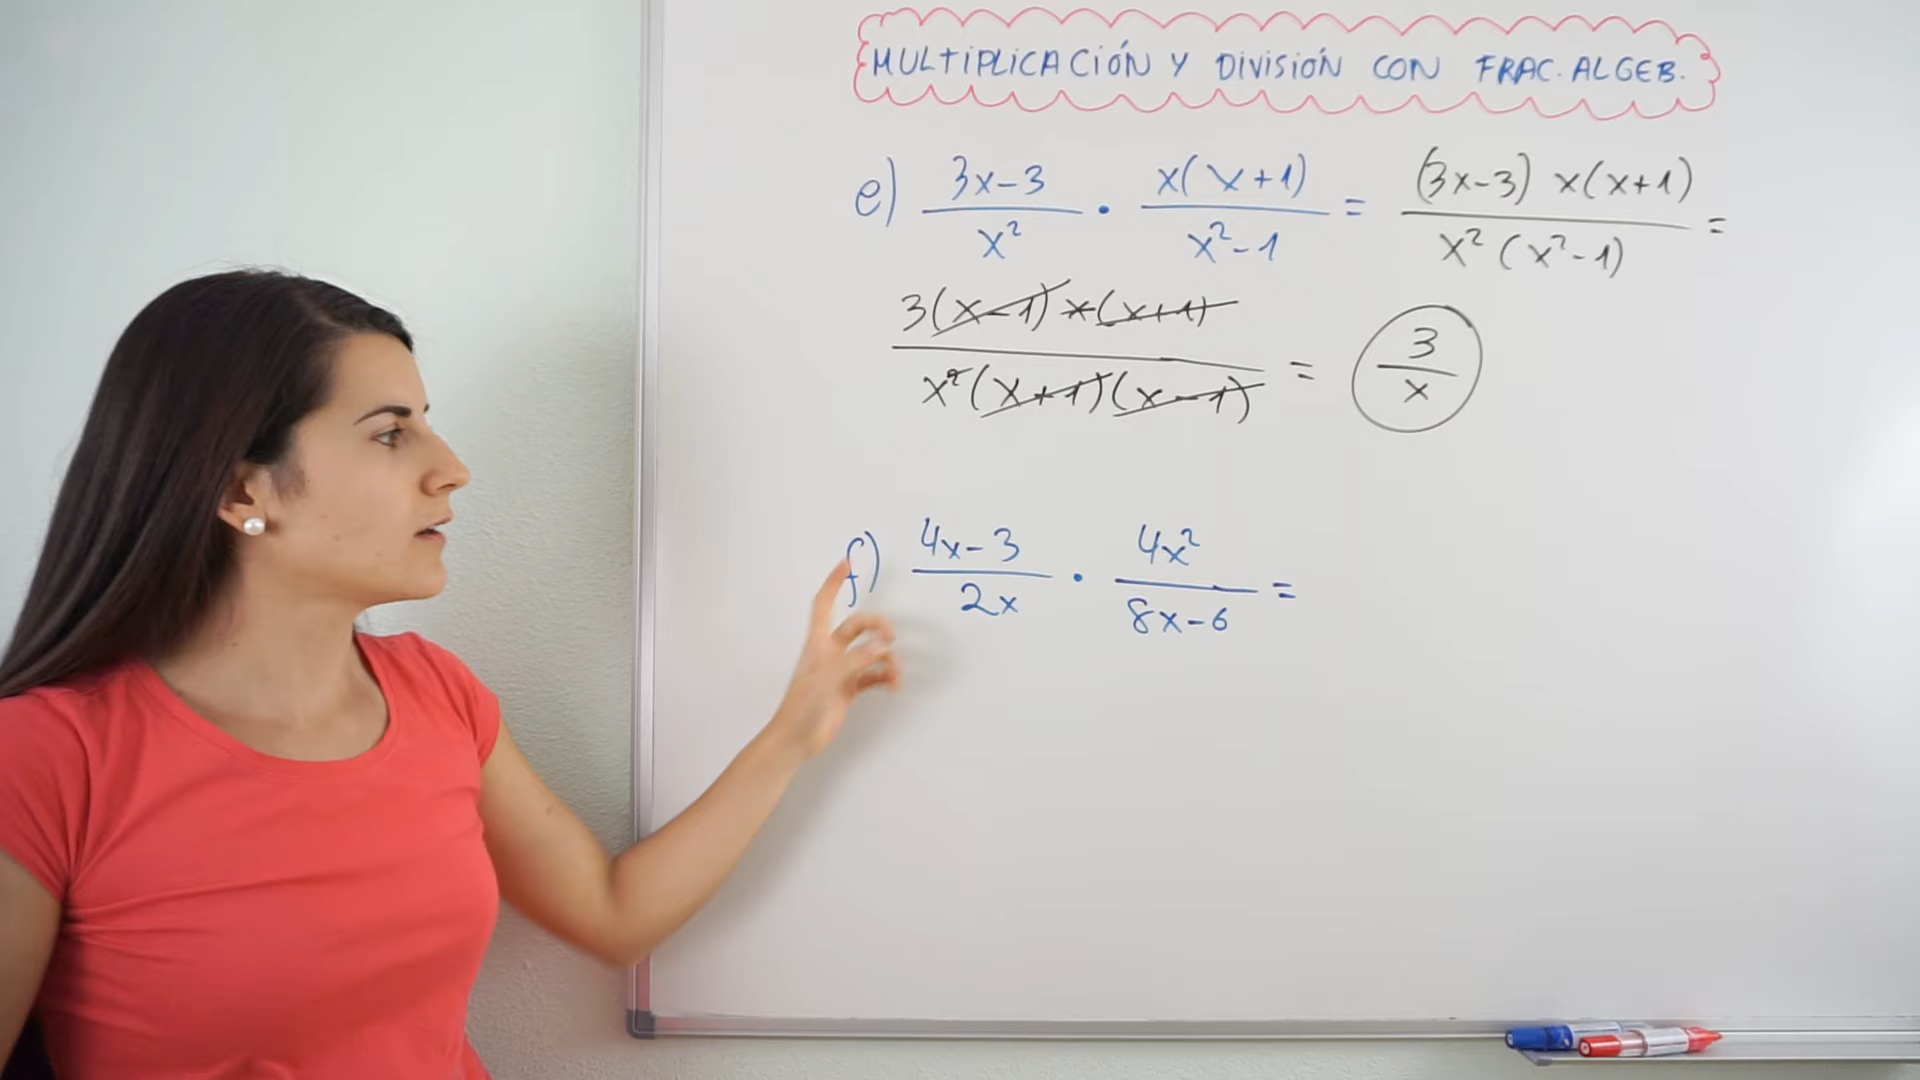 MULTIPLICACIÓN Y DIVISIÓN CON FRAC. ALGEB.
e) (3x-3)/(x²) · (x(x+1))/(x²-1) = ((3x-3) x(x+1))/(x² (x²-1)) =
(3(x-1) x(x+1))/(x²(x+1)(x-1)) = 3/x
f) (4x-3)/(2x) · (4x²)/(8x-6) =